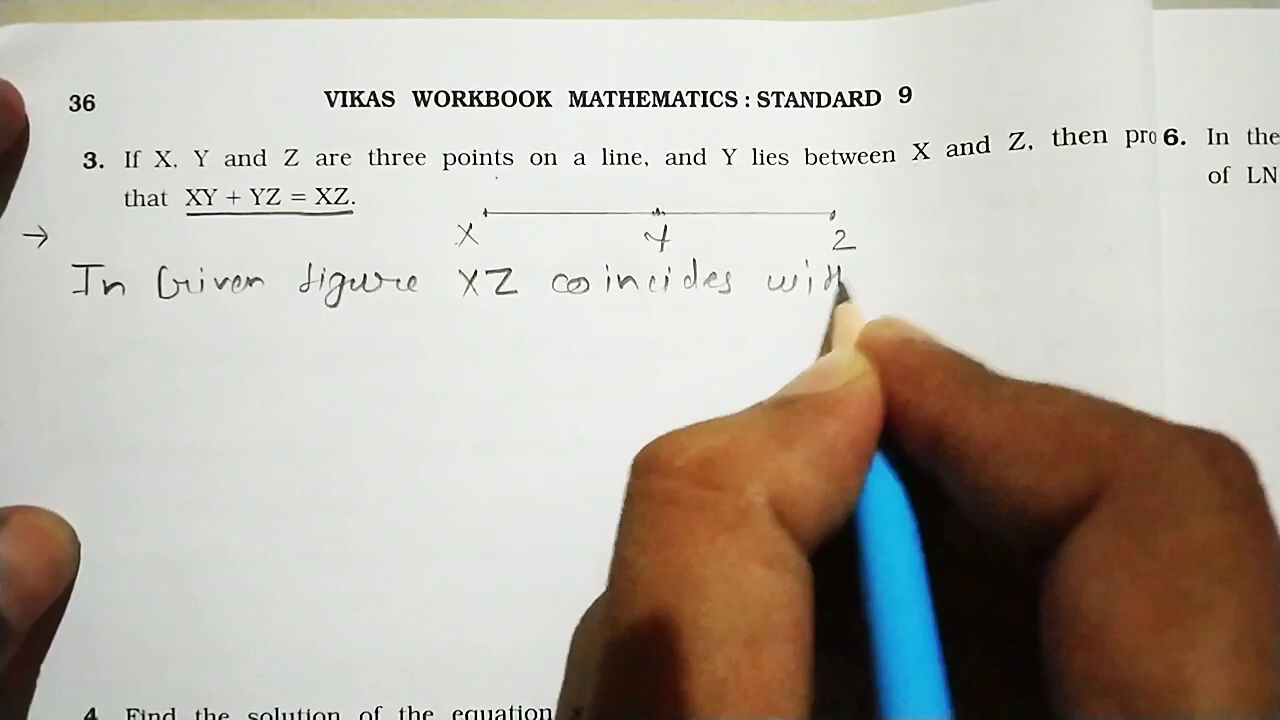 36 VIKAS WORKBOOK MATHEMATICS : STANDARD 9
3. If X, Y and Z are three points on a line, and Y lies between X and Z, then pro
that XY + YZ = XZ.
6. In the
of LN
X Y Z
→
In Given figure XZ coincides with
4 Find the solution of the equation